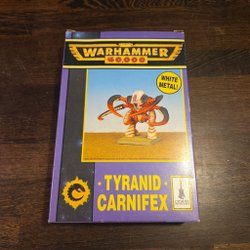 WARHAMMER
40,000
WHITE
METAL!
TYRANID
CARNIFEX